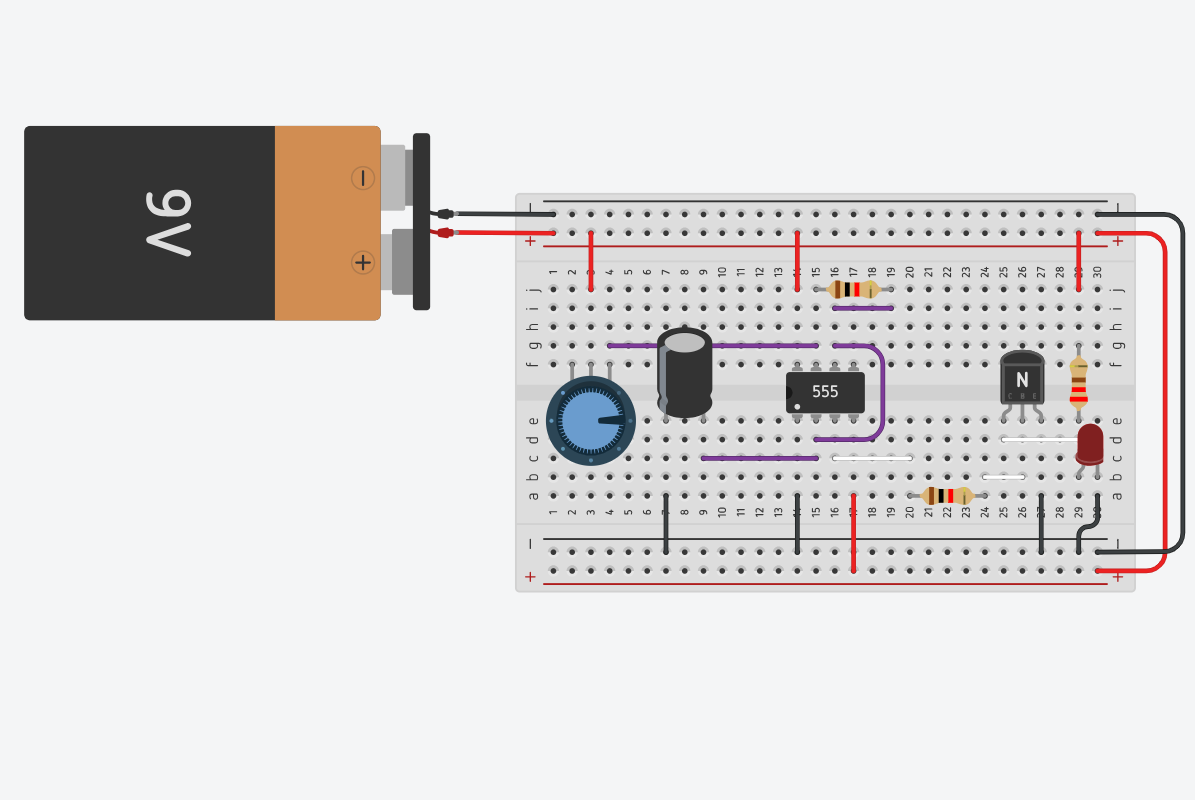 9V
−
+
−
−
+
+
1 2 3 4 5 6 7 8 9 10 11 12 13 14 15 16 17 18 19 20 21 22 23 24 25 26 27 28 29 30
j j
i i
h h
g g
f f
555
N
C B E
e e
d d
c c
b b
a a
1 2 3 4 5 6 7 8 9 10 11 12 13 14 15 16 17 18 19 20 21 22 23 24 25 26 27 28 29 30
− −
+ +